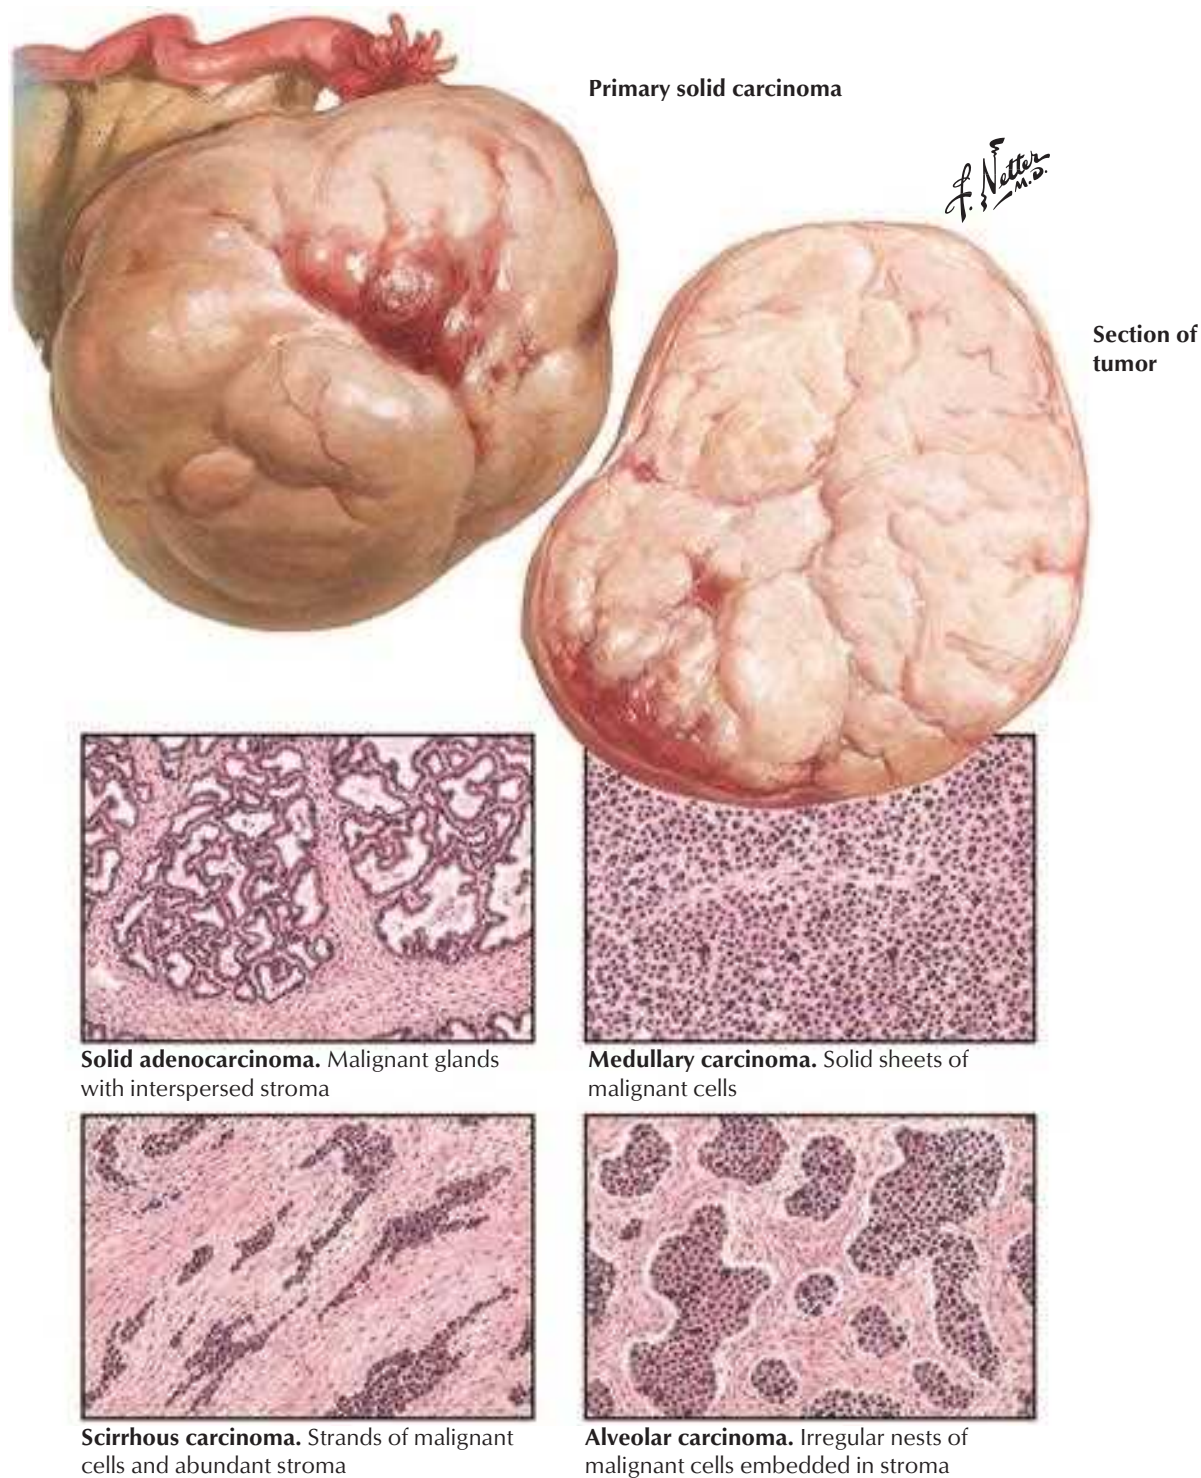 Primary solid carcinoma
F. Netter
M.D.
Section of
tumor
Solid adenocarcinoma. Malignant glands
with interspersed stroma
Medullary carcinoma. Solid sheets of
malignant cells
Scirrhous carcinoma. Strands of malignant
cells and abundant stroma
Alveolar carcinoma. Irregular nests of
malignant cells embedded in stroma